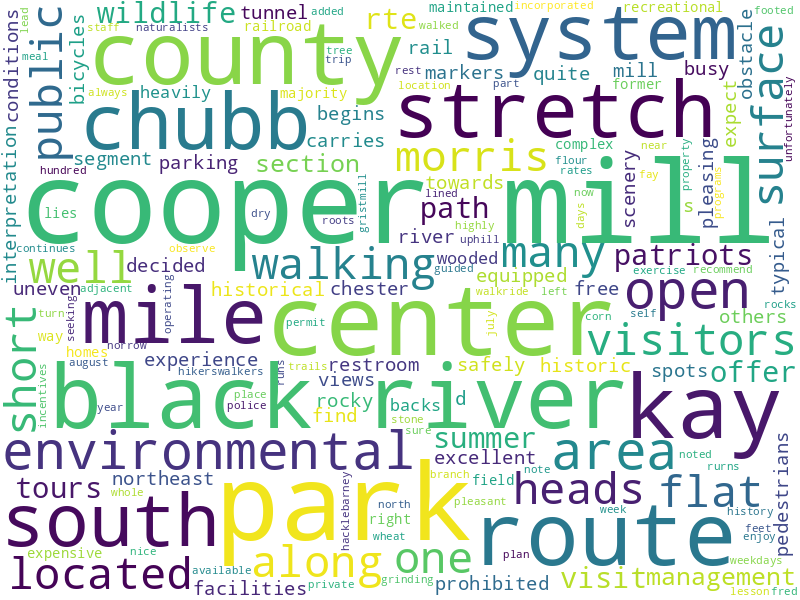 lead
wildlife
tunnel
added
maintained
incorporated
recreational
staff
naturalists
railroad
rte
walked
footed
conditions
public
bicycles
county
system
obstacle
meal
tree
trip
rail
rest
location
part
mill
former
busy
surface
unfortunately
always
heavily
majority
markers
quite
stretch
expect
chubb
begins
carries
complex
near
property
segment
parking
section
morris
flour
rates
fay
scenery
pleasing
typical
interpretation
hundred
cooper mill
towards
lined
now
days
programs
s
lies
dry
roots
gristmill
path
highly
river
uphill
wooded
many
patriots
continues
observe
well
decided
walking
guided
equipped
exercise
recommend
rocks
uneven
adjacent
seeking
operating
historical
chester
walkride
left
free
open
self
others
turn
mile
center
permit
july
corn
visitors
way
homes
norrow
short
august
experience
restroom
safely
historic
spots
offer
incentives
hikerswalkers
runs
trails
views
rocky
backs
d
black river
kay
year
place
police
find
stone
sure
environmental
summer
area
noted
rurns
pedestrians
excellent
tours
northeast
whole
hacklebarney
branch
field
note
heads
flat
history
south
park
north
pleasant
week
route
feet
enjoy
right
wheat
expensive
nice
along
one
plan
weekdays
located
available
facilities
private
grinding
prohibited
visit
management
lesson
fred